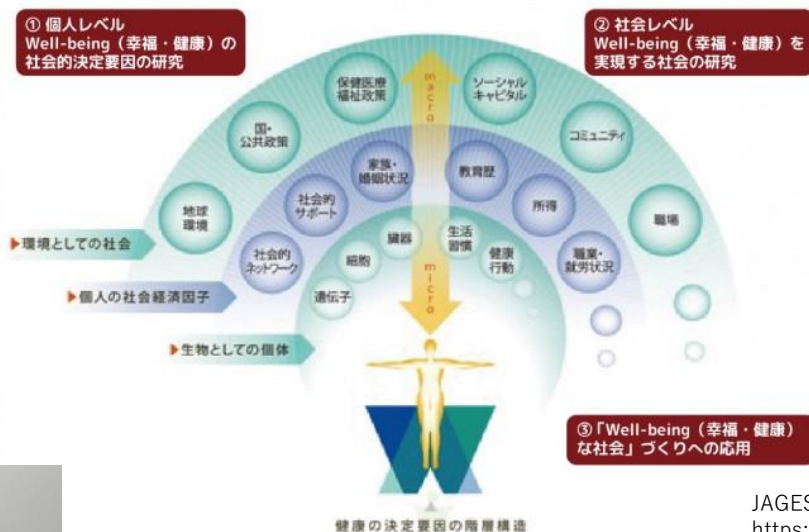 ① 個人レベル
Well-being（幸福・健康）の
社会的決定要因の研究
② 社会レベル
Well-being（幸福・健康）を
実現する社会の研究
保健医療
福祉政策
ソーシャル
キャピタル
国・
公共政策
コミュニティ
地球
環境
職場
macro
家族・
婚姻状況
教育歴
社会的
サポート
所得
社会的
ネットワーク
職業・
就労状況
臓器
生活
習慣
細胞
健康
行動
遺伝子
micro
▶環境としての社会
▶個人の社会経済因子
▶生物としての個体
③「Well-being（幸福・健康）
な社会」づくりへの応用
健康の決定要因の階層構造
JAGES
https: